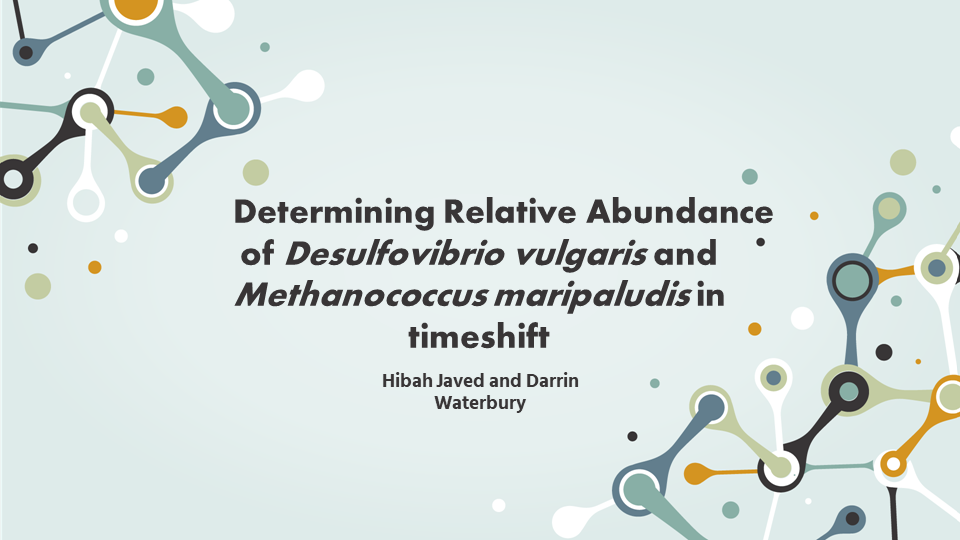 Determining Relative Abundance
of Desulfovibrio vulgaris and
Methanococcus maripaludis in
timeshift
Hibah Javed and Darrin
Waterbury